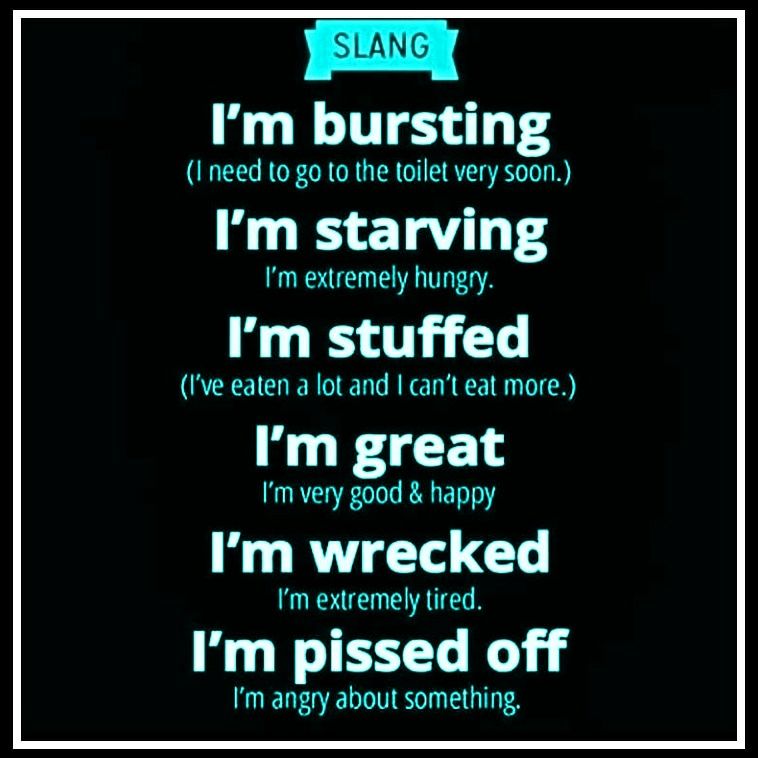 SLANG
I'm bursting
(I need to go to the toilet very soon.)
I'm starving
I'm extremely hungry.
I'm stuffed
(I've eaten a lot and I can't eat more.)
I'm great
I'm very good & happy
I'm wrecked
I'm extremely tired.
I'm pissed off
I'm angry about something.